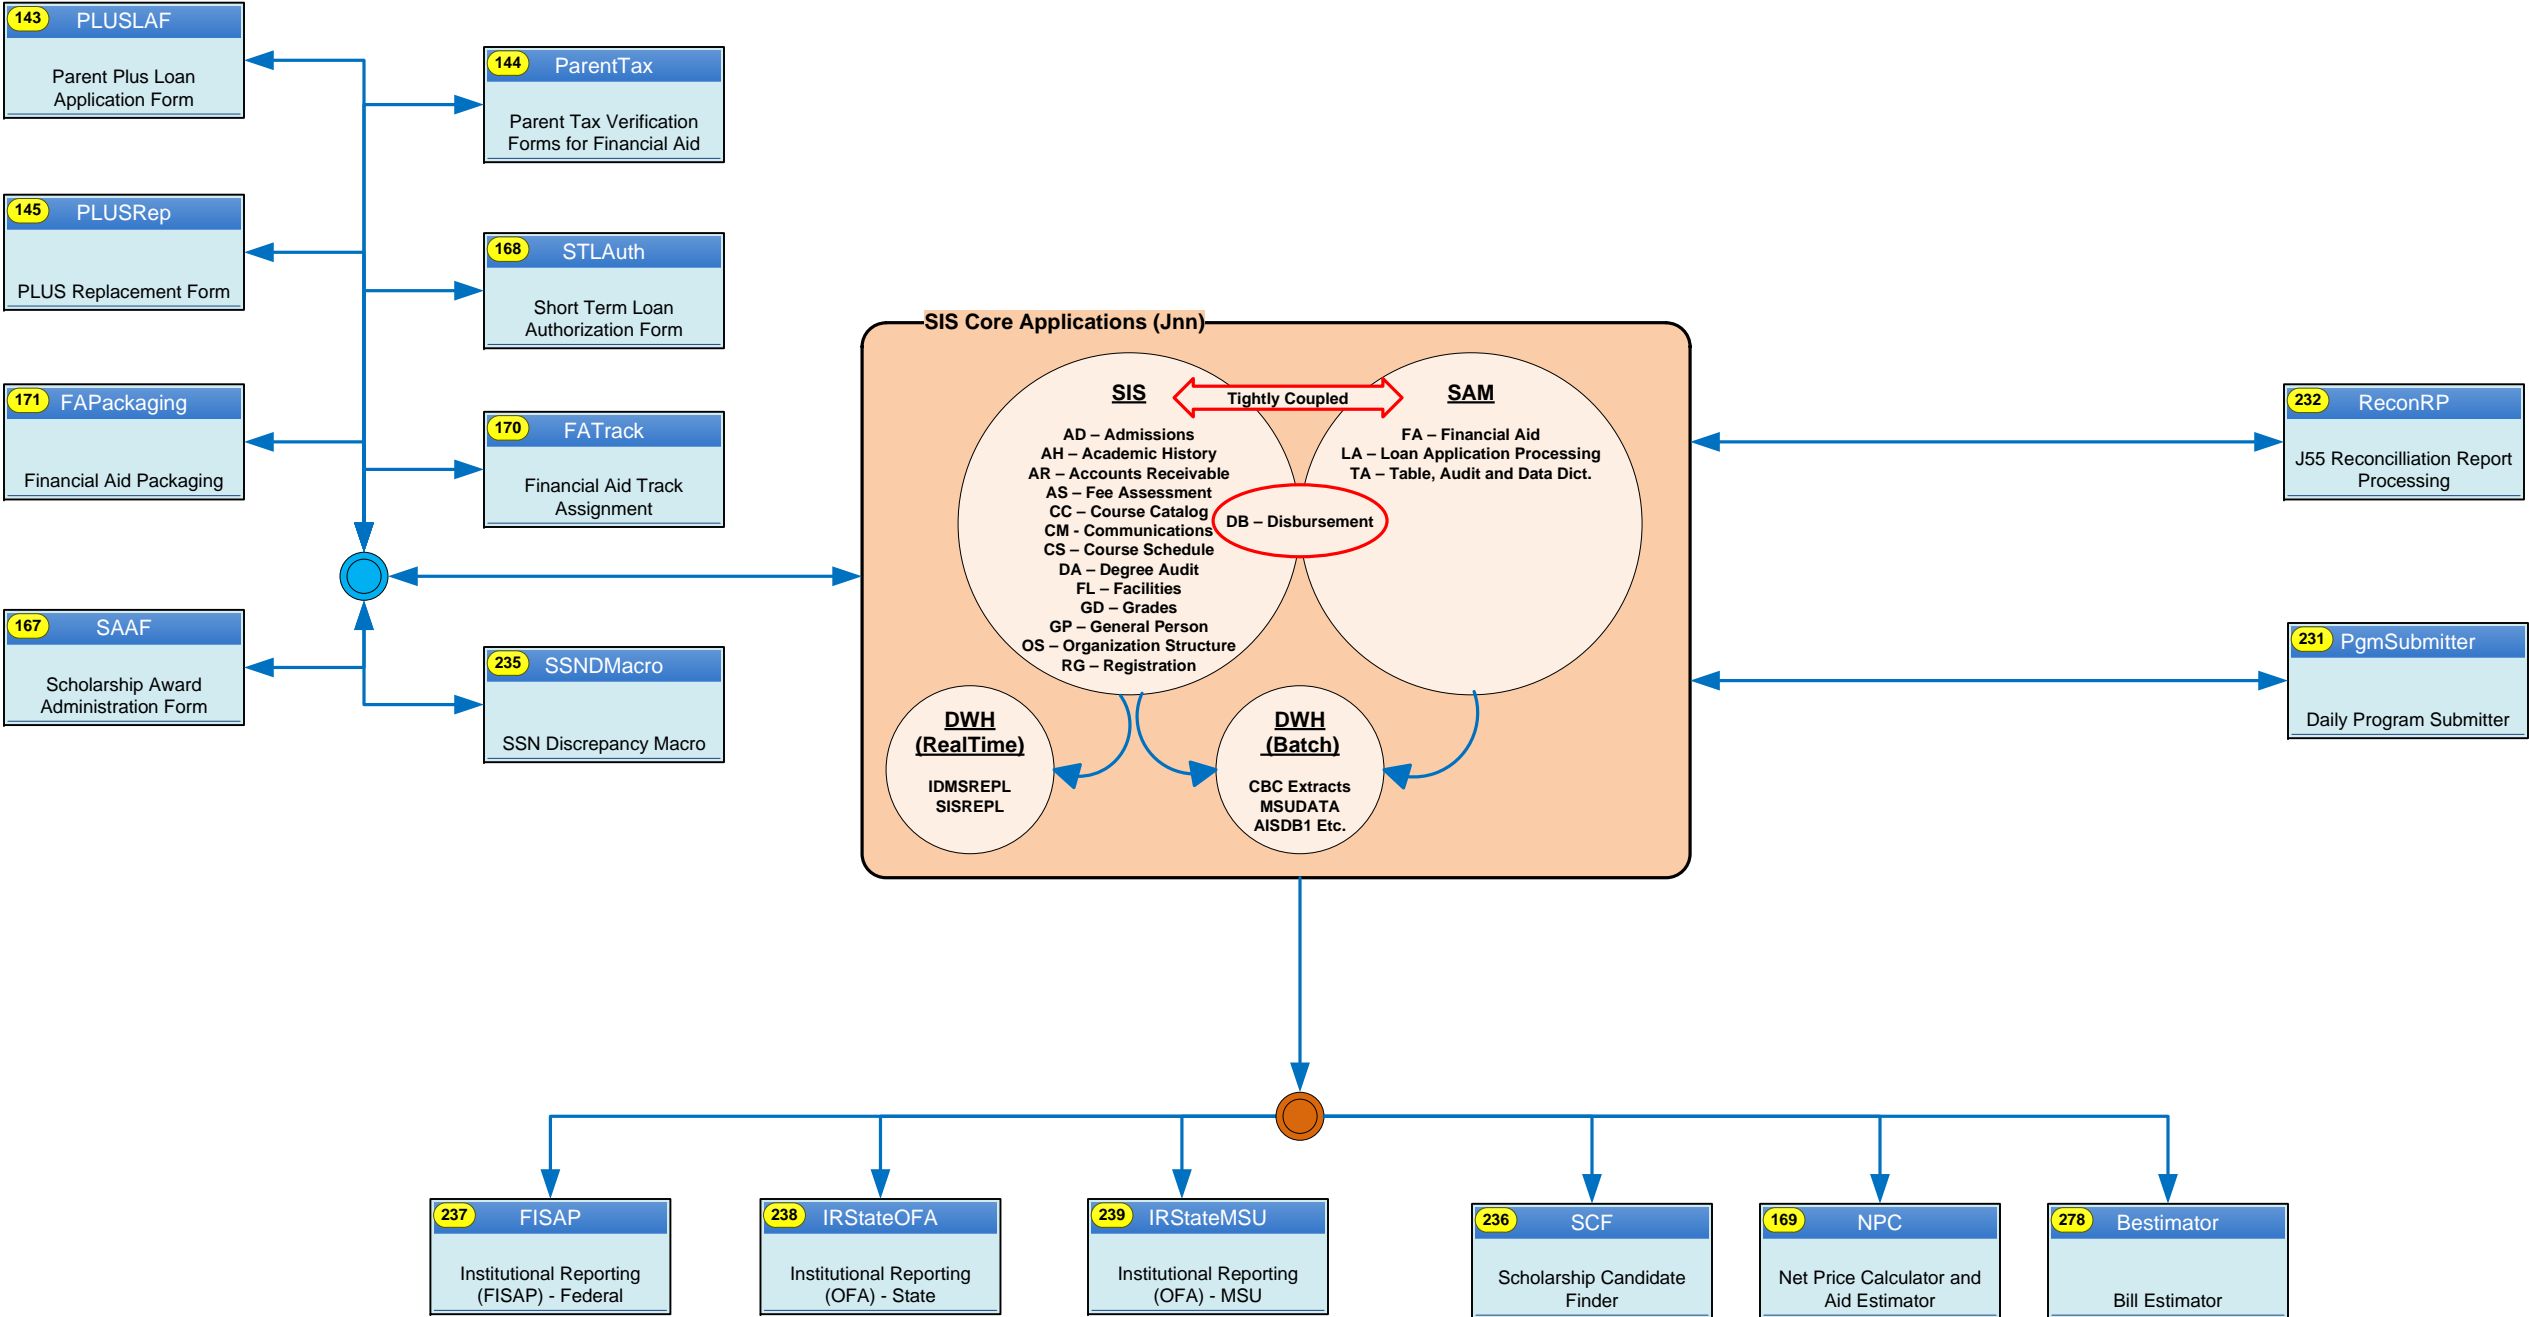 143 PLUSLAF
Parent Plus Loan
Application Form
144 ParentTax
Parent Tax Verification
Forms for Financial Aid
145 PLUSRep
PLUS Replacement Form
168 STLAuth
Short Term Loan
Authorization Form
171 FAPackaging
Financial Aid Packaging
170 FATrack
Financial Aid Track
Assignment
167 SAAF
Scholarship Award
Administration Form
235 SSNDMacro
SSN Discrepancy Macro
SIS Core Applications (Jnn)
SIS
Tightly Coupled
SAM
AD – Admissions
AH – Academic History
AR – Accounts Receivable
AS – Fee Assessment
CC – Course Catalog
CM - Communications
CS – Course Schedule
DA – Degree Audit
FL – Facilities
GD – Grades
GP – General Person
OS – Organization Structure
RG – Registration
FA – Financial Aid
LA – Loan Application Processing
TA – Table, Audit and Data Dict.
DB – Disbursement
DWH
(RealTime)
IDMSREPL
SISREPL
DWH
(Batch)
CBC Extracts
MSUDATA
AISDB1 Etc.
232 ReconRP
J55 Reconcilliation Report
Processing
231 PgmSubmitter
Daily Program Submitter
237 FISAP
Institutional Reporting
(FISAP) - Federal
238 IRStateOFA
Institutional Reporting
(OFA) - State
239 IRStateMSU
Institutional Reporting
(OFA) - MSU
236 SCF
Scholarship Candidate
Finder
169 NPC
Net Price Calculator and
Aid Estimator
278 Bestimator
Bill Estimator